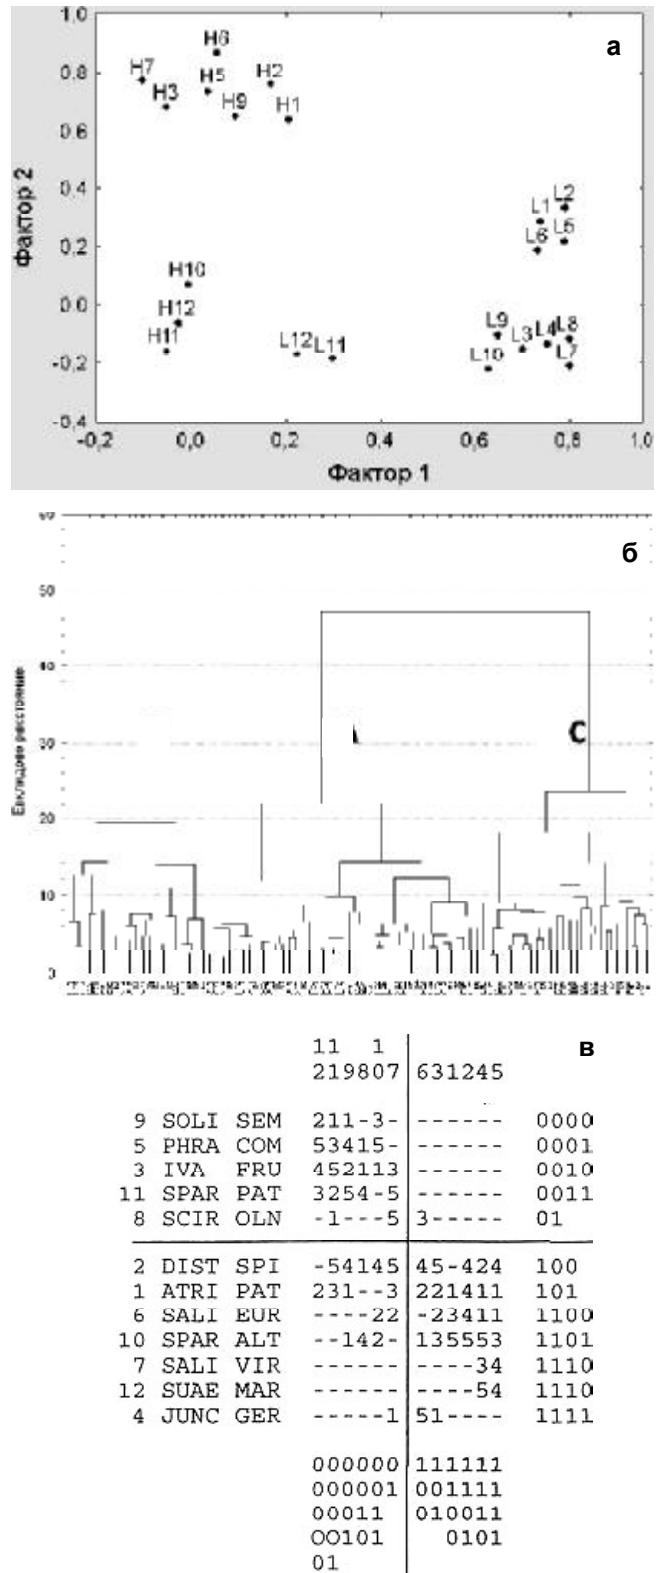 1,0
0,8
0,6
0,4
0,2
0,0
-0,2
-0,4
Фактор 2
а
H6
H7
H5
H2
H3
H9
H1
L2
L1
L5
L6
H10
H12
H11
L12
L11
L9
L3
L4
L8
L10
L7
-0,2 0,0 0,2 0,4 0,6 0,8 1,0
Фактор 1
б
60
50
40
30
20
10
0
Евклидово расстояние
C
в
11 1
219807 631245
9 SOLI SEM 211-3- ------ 0000
5 PHRA COM 53415- ------ 0001
3 IVA FRU 452113 ------ 0010
11 SPAR PAT 3254-5 ------ 0011
8 SCIR OLN -1---5 3----- 01
2 DIST SPI -54145 45-424 100
1 ATRI PAT 231--3 221411 101
6 SALI EUR ----22 -23411 1100
10 SPAR ALT --142- 135553 1101
7 SALI VIR ------ ----34 1110
12 SUAE MAR ------ ----54 1110
4 JUNC GER -----1 51---- 1111
000000 111111
000001 001111
00011 010011
OO101 0101
01